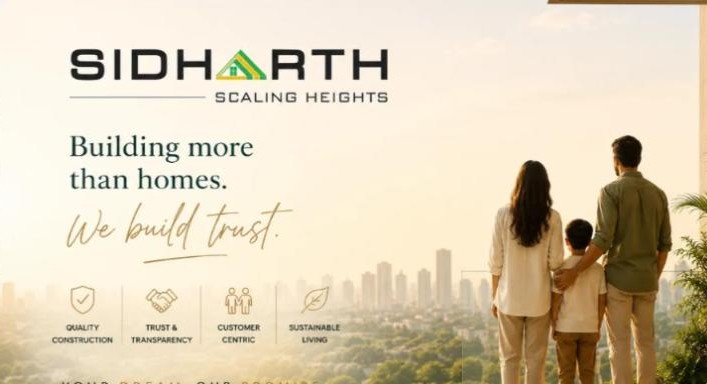 SIDHARTH
SCALING HEIGHTS
Building more
than homes.
We build trust.
QUALITY
CONSTRUCTION
TRUST &
TRANSPARENCY
CUSTOMER
CENTRIC
SUSTAINABLE
LIVING